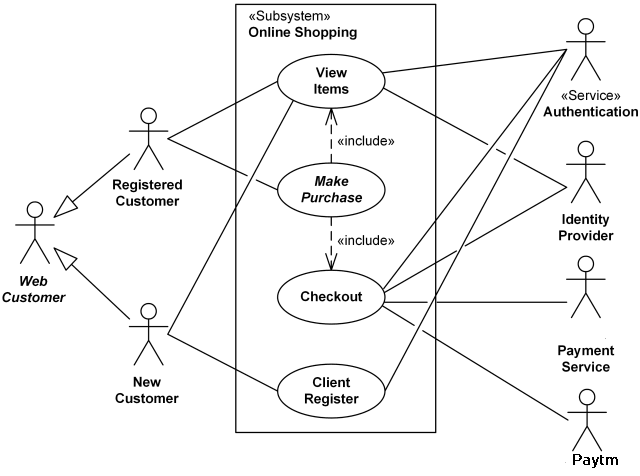 «Subsystem»
Online Shopping
View
Items
«Service»
Authentication
«include»
Registered
Customer
Make
Purchase
Identity
Provider
«include»
Web
Customer
Checkout
Payment
Service
New
Customer
Client
Register
Paytm